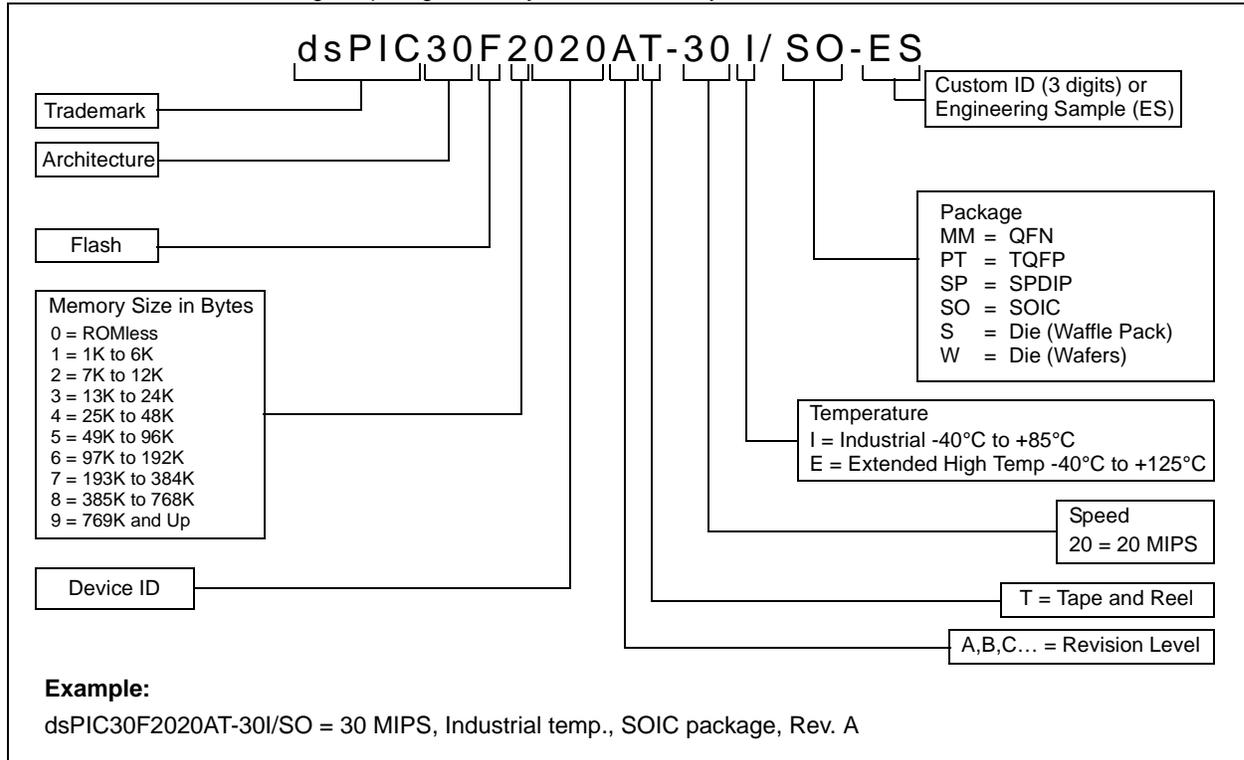 dsPIC30F2020AT-30I/SO-ES
Trademark
Architecture
Flash
Memory Size in Bytes
0 = ROMless
1 = 1K to 6K
2 = 7K to 12K
3 = 13K to 24K
4 = 25K to 48K
5 = 49K to 96K
6 = 97K to 192K
7 = 193K to 384K
8 = 385K to 768K
9 = 769K and Up
Device ID
Custom ID (3 digits) or
Engineering Sample (ES)
Package
MM = QFN
PT = TQFP
SP = SPDIP
SO = SOIC
S = Die (Waffle Pack)
W = Die (Wafers)
Temperature
I = Industrial -40°C to +85°C
E = Extended High Temp -40°C to +125°C
Speed
20 = 20 MIPS
T = Tape and Reel
A,B,C… = Revision Level
Example:
dsPIC30F2020AT-30I/SO = 30 MIPS, Industrial temp., SOIC package, Rev. A